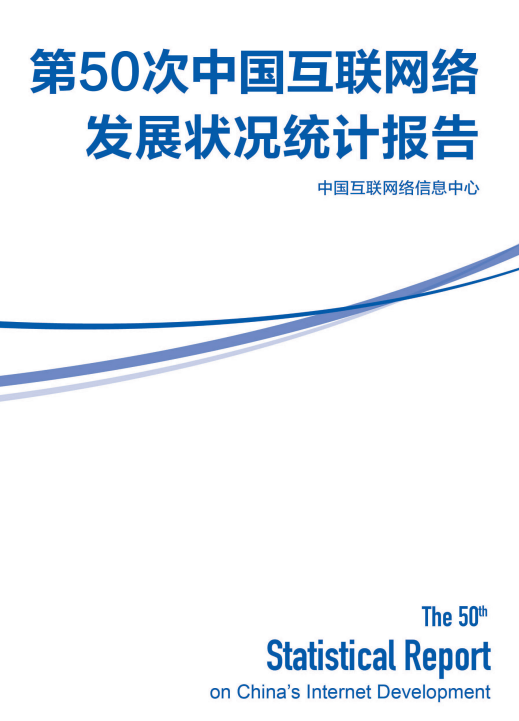 第50次中国互联网络
发展状况统计报告
中国互联网络信息中心
The 50th
Statistical Report
on China's Internet Development